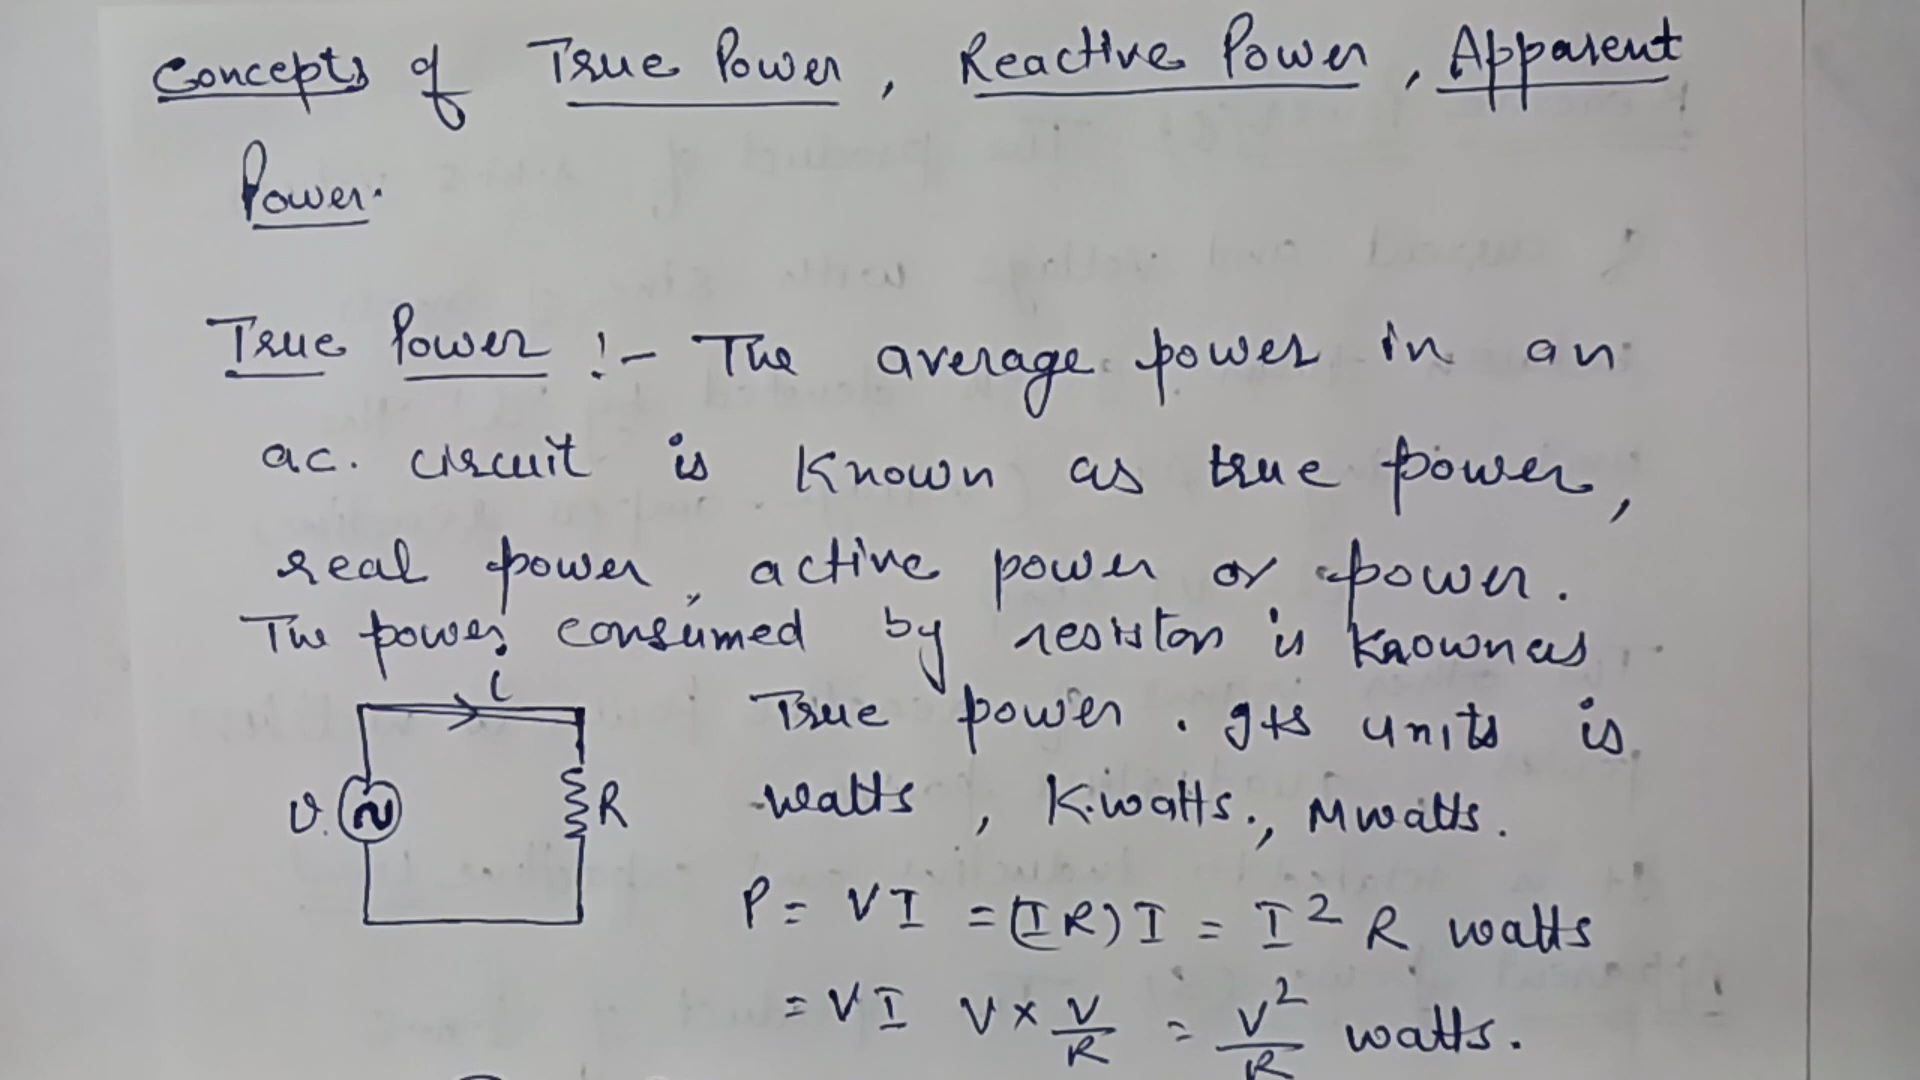 Concepts of True Power, Reactive Power, Apparent
Power.
True Power :- The average power in an
ac. circuit is known as true power,
real power, active power or power.
The power consumed by resistor is known as
i
True power. Its units is
v
R
watts, K.watts., Mwatts.
P = VI = (IR)I = I² R watts
= VI V × V/R = V²/R watts.